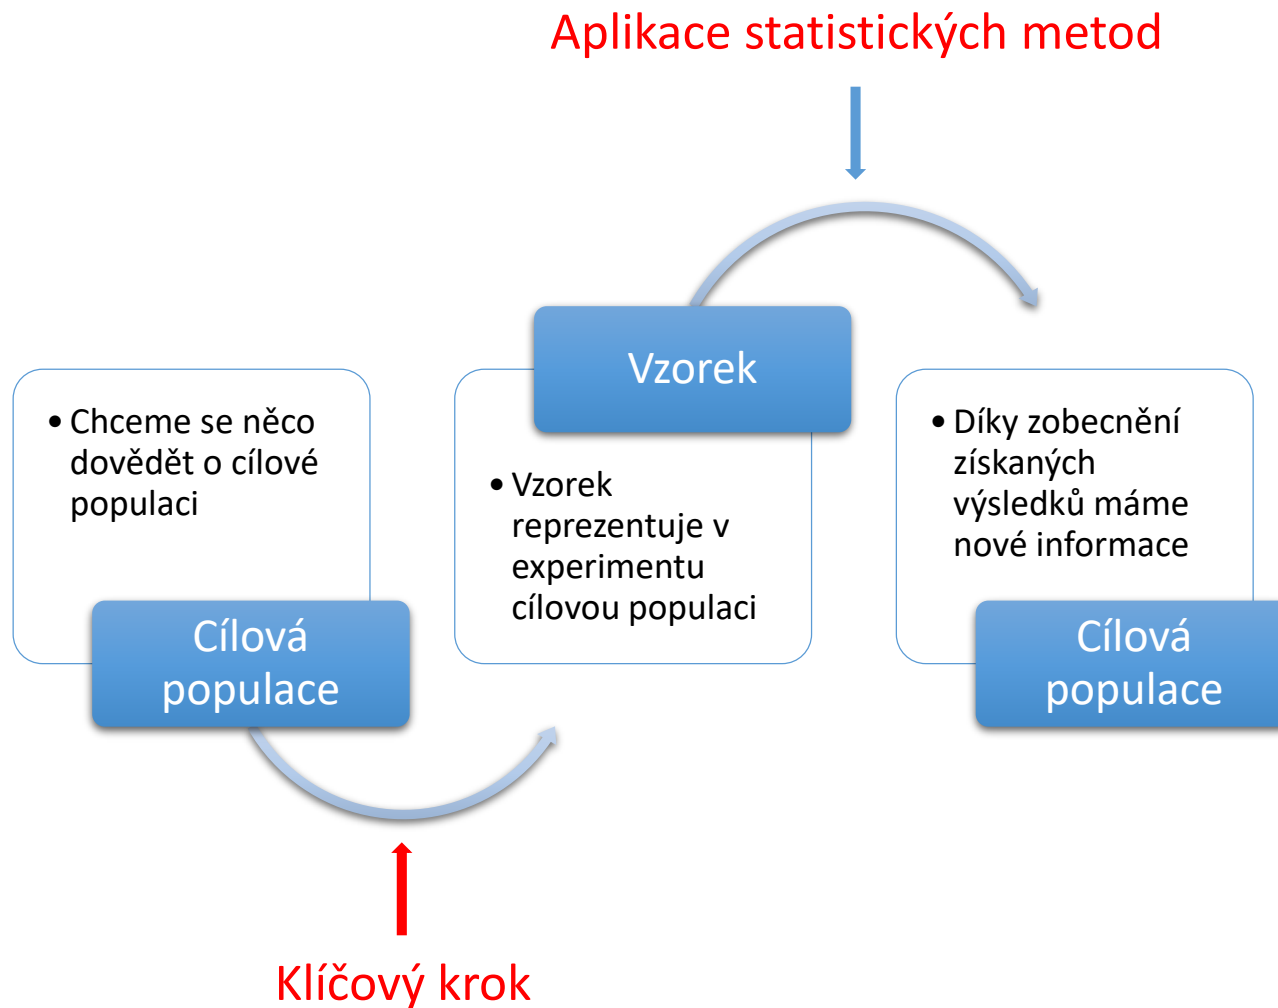 Aplikace statistických metod
• Chceme se něco
dovědět o cílové
populaci
Cílová
populace
Vzorek
• Vzorek
reprezentuje v
experimentu
cílovou populaci
• Díky zobecnění
získaných
výsledků máme
nové informace
Cílová
populace
Klíčový krok